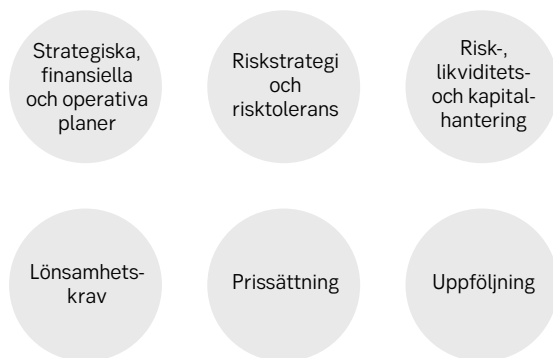 Strategiska,
finansiella
och operativa
planer
Riskstrategi
och
risktolerans
Risk-,
likviditets-
och kapital-
hantering
Lönsamhets-
krav
Prissättning
Uppföljning